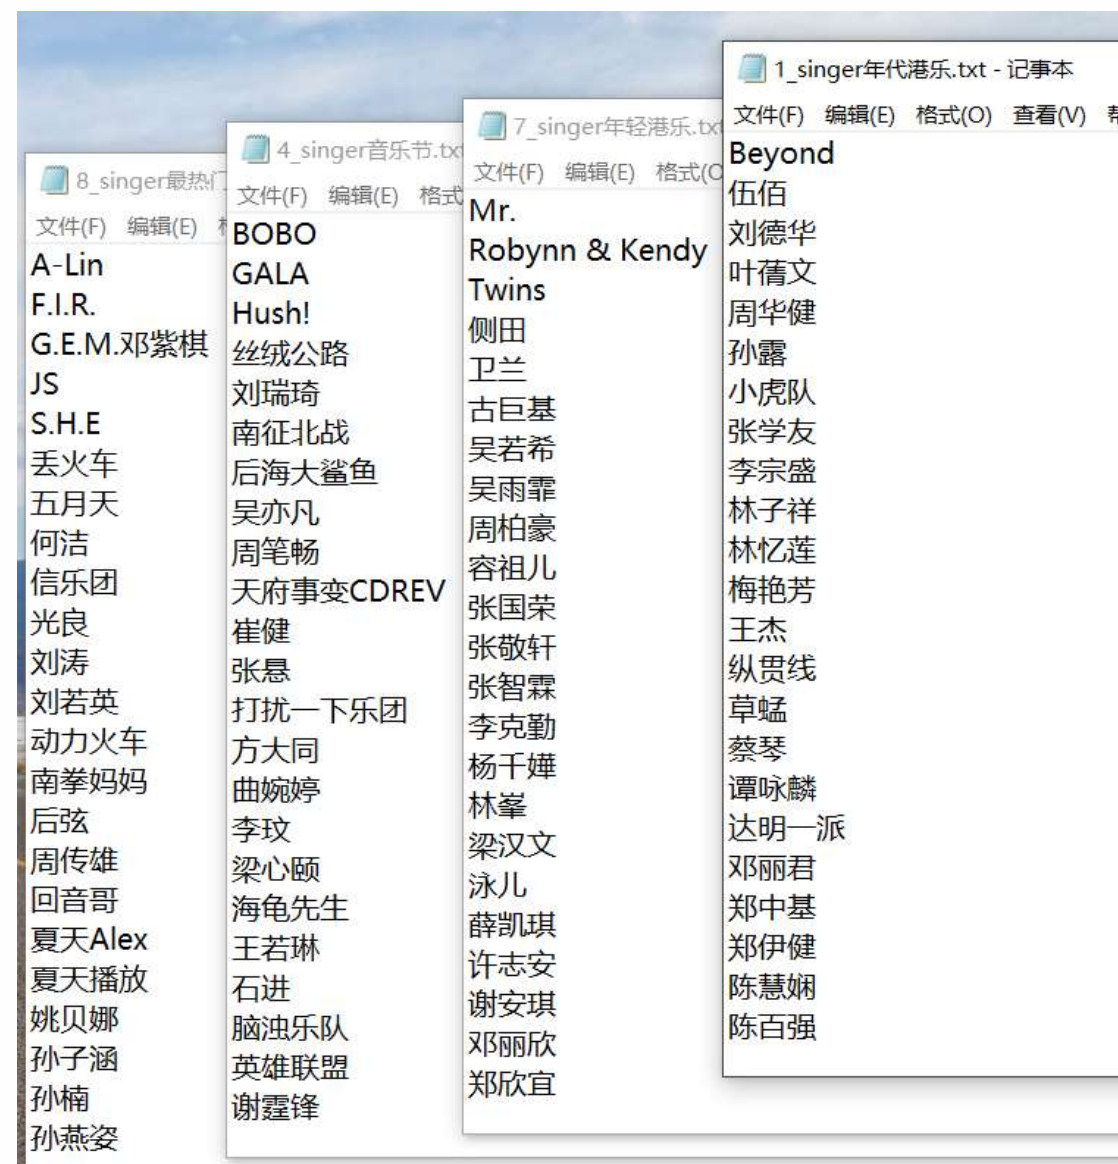 8_singer最热门
文件(F) 编辑(E)
A-Lin
F.I.R.
G.E.M.邓紫棋
JS
S.H.E
丢火车
五月天
何洁
信乐团
光良
刘涛
刘若英
动力火车
南拳妈妈
后弦
周传雄
回音哥
夏天Alex
夏天播放
姚贝娜
孙子涵
孙楠
孙燕姿
4_singer音乐节.txt
文件(F) 编辑(E) 格式
BOBO
GALA
Hush!
丝绒公路
刘瑞琦
南征北战
后海大鲨鱼
吴亦凡
周笔畅
天府事变CDREV
崔健
张悬
打扰一下乐团
方大同
曲婉婷
李玟
梁心颐
海龟先生
王若琳
石进
脑浊乐队
英雄联盟
谢霆锋
7_singer年轻港乐.txt
文件(F) 编辑(E) 格式(O
Mr.
Robynn & Kendy
Twins
侧田
卫兰
古巨基
吴若希
吴雨霏
周柏豪
容祖儿
张国荣
张敬轩
张智霖
李克勤
杨千嬅
林峯
梁汉文
泳儿
薛凯琪
许志安
谢安琪
邓丽欣
郑欣宜
1_singer年代港乐.txt - 记事本
文件(F) 编辑(E) 格式(O) 查看(V)
Beyond
伍佰
刘德华
叶蒨文
周华健
孙露
小虎队
张学友
李宗盛
林子祥
林忆莲
梅艳芳
王杰
纵贯线
草蜢
蔡琴
谭咏麟
达明一派
邓丽君
郑中基
郑伊健
陈慧娴
陈百强